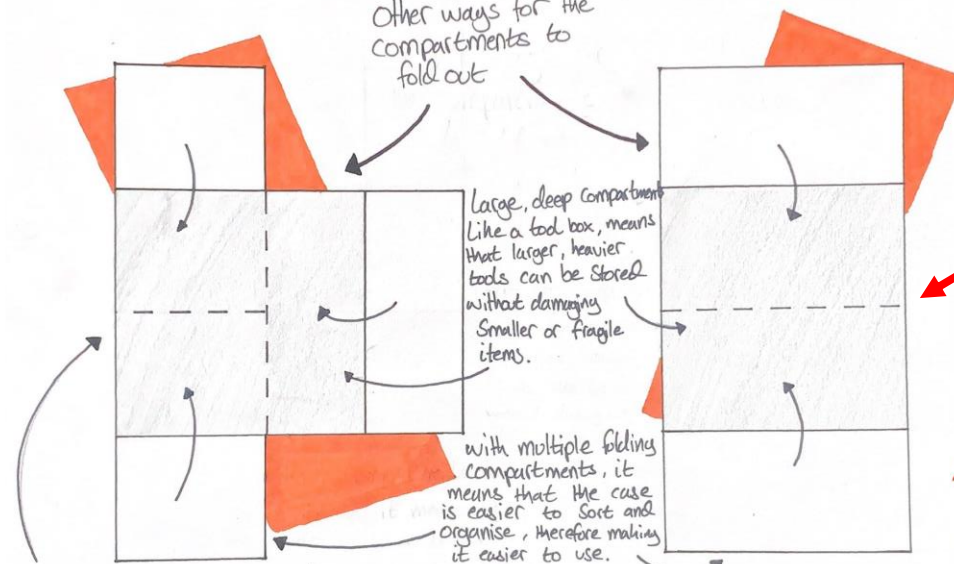 Other ways for the
compartments to
fold out
Large, deep compartment
Like a tool box, means
that larger, heavier
tools can be stored
without damaging
Smaller or fragile
items.
with multiple folding
compartments, it
means that the case
is easier to sort and
organise, therefore making
it easier to use.